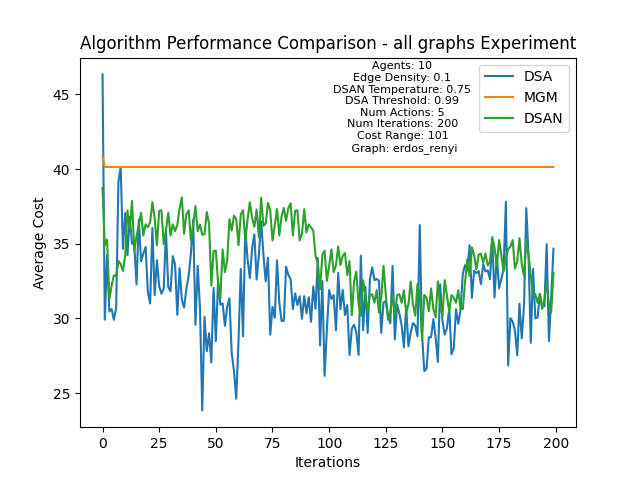 Algorithm Performance Comparison - all graphs Experiment
Agents: 10
Edge Density: 0.1
DSAN Temperature: 0.75
DSA Threshold: 0.99
Num Actions: 5
Num Iterations: 200
Cost Range: 101
Graph: erdos_renyi
DSA
MGM
DSAN
Average Cost
45
40
35
30
25
0
25
50
75
100
125
150
175
200
Iterations